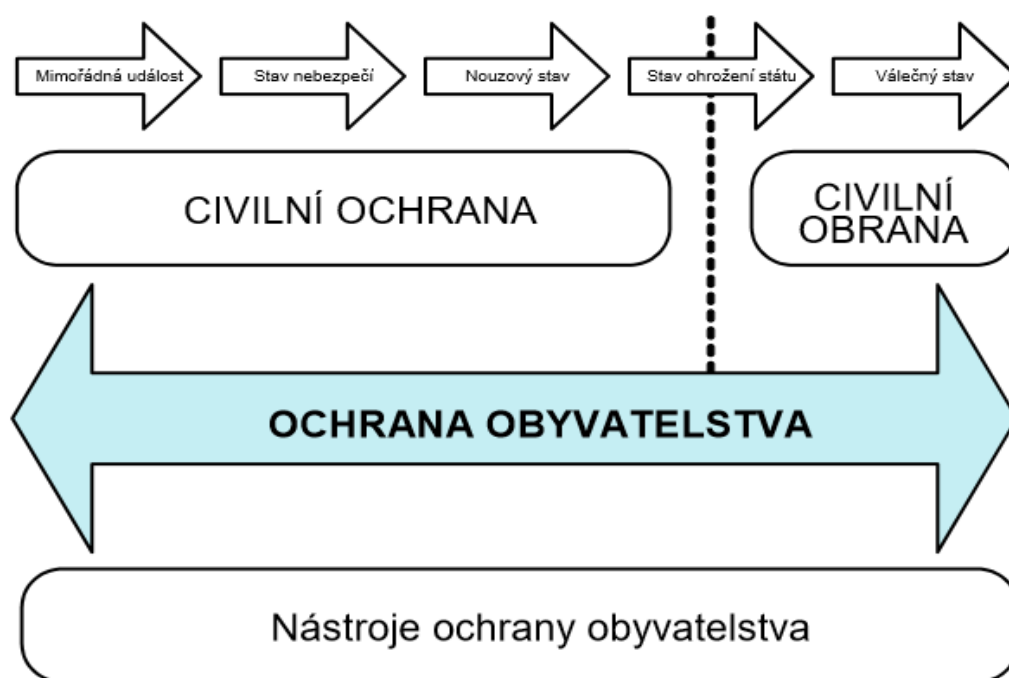 Mimořádná událost
Stav nebezpečí
Nouzový stav
Stav ohrožení státu
Válečný stav
CIVILNÍ OCHRANA
CIVILNÍ
OBRANA
OCHRANA OBYVATELSTVA
Nástroje ochrany obyvatelstva